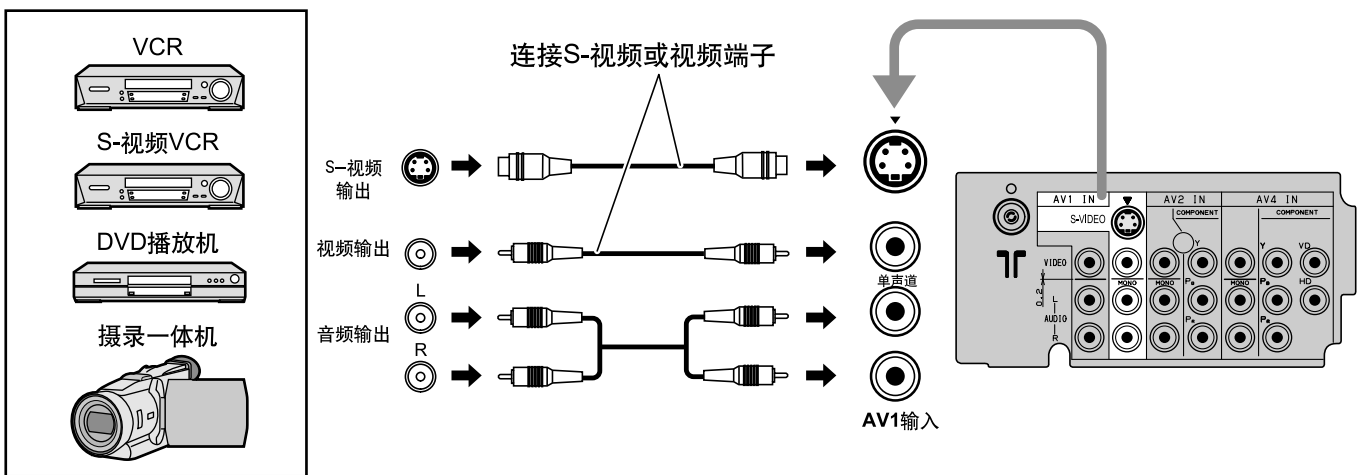 VCR
S-视频VCR
DVD播放机
摄录一体机
连接S-视频或视频端子
S-视频
输出
视频输出
L
音频输出
R
单声道
AV1输入
AV1 IN
AV2 IN
AV4 IN
S-VIDEO
COMPONENT
COMPONENT
VIDEO
Y
Y
VD
MONO
MONO
MONO
PB
PB
HD
L
AUDIO
R
PR
PR